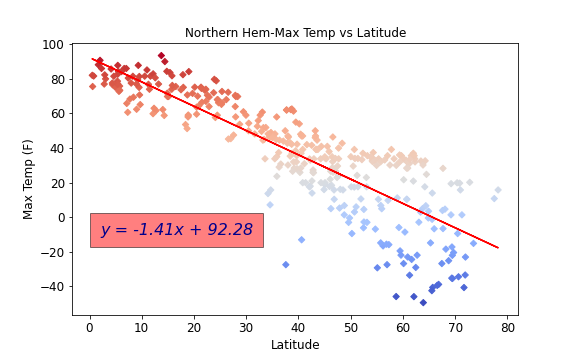 Northern Hem-Max Temp vs Latitude
Max Temp (F)
100
80
60
40
20
0
−20
−40
y = -1.41x + 92.28
0 10 20 30 40 50 60 70 80
Latitude